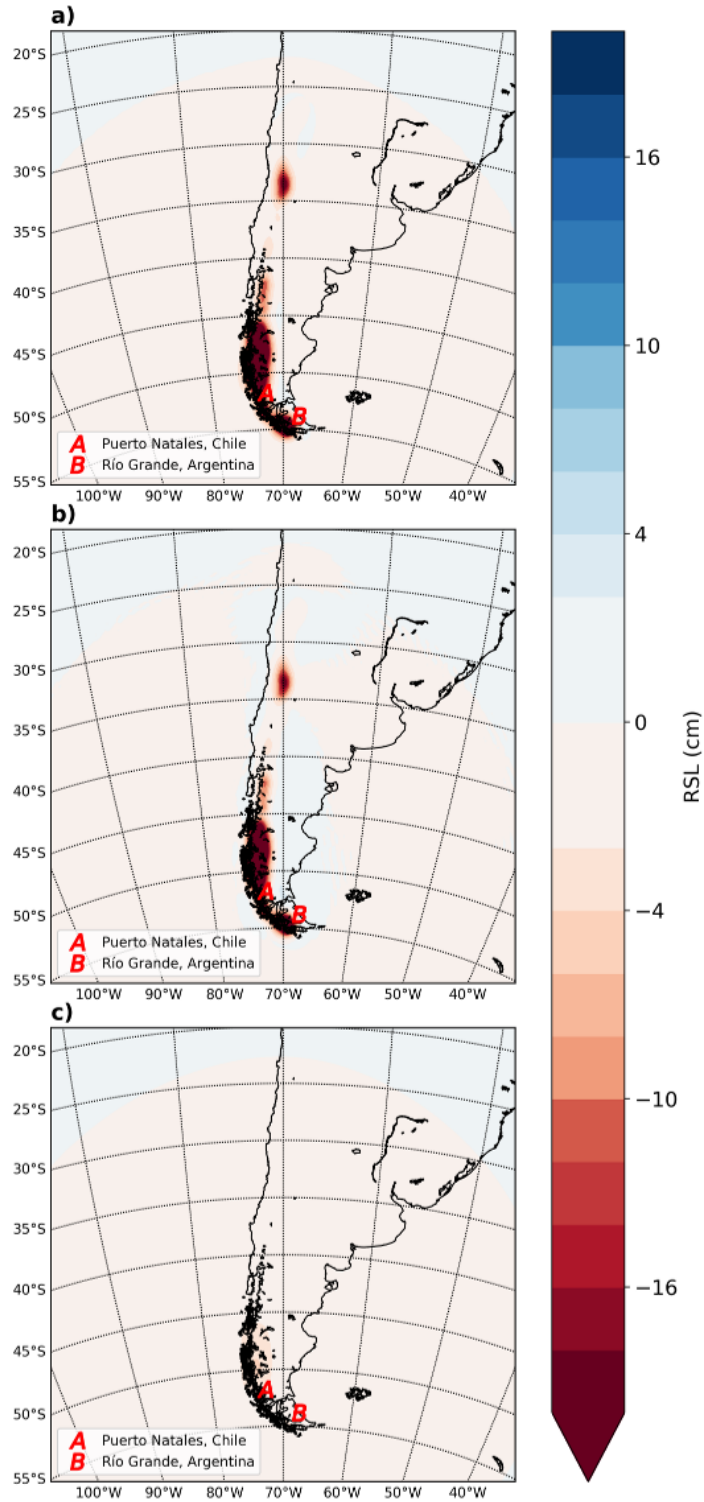 a)
20°S
25°S
30°S
35°S
40°S
45°S
50°S
55°S
A
B
A Puerto Natales, Chile
B Río Grande, Argentina
100°W 90°W 80°W 70°W 60°W 50°W 40°W
b)
20°S
25°S
30°S
35°S
40°S
45°S
50°S
55°S
A
B
A Puerto Natales, Chile
B Río Grande, Argentina
100°W 90°W 80°W 70°W 60°W 50°W 40°W
c)
20°S
25°S
30°S
35°S
40°S
45°S
50°S
55°S
A
B
A Puerto Natales, Chile
B Río Grande, Argentina
100°W 90°W 80°W 70°W 60°W 50°W 40°W
16
10
4
0
−4
−10
−16
RSL (cm)